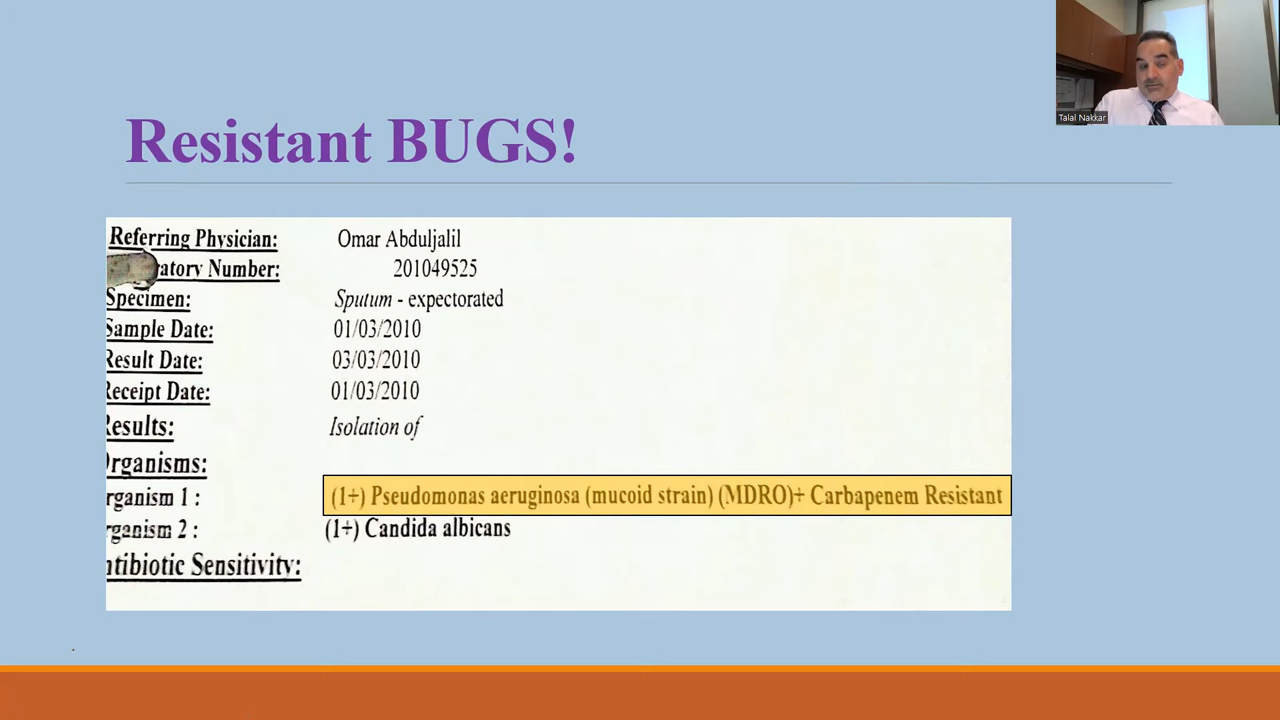 Resistant BUGS!
Talal Nakkar
Referring Physician: Omar Abduljalil
ratory Number: 201049525
Specimen: Sputum - expectorated
Sample Date: 01/03/2010
Result Date: 03/03/2010
Receipt Date: 01/03/2010
Results: Isolation of
Organisms:
rganism 1 : (1+) Pseudomonas aeruginosa (mucoid strain) (MDRO)+ Carbapenem Resistant
rganism 2 : (1+) Candida albicans
ntibiotic Sensitivity: